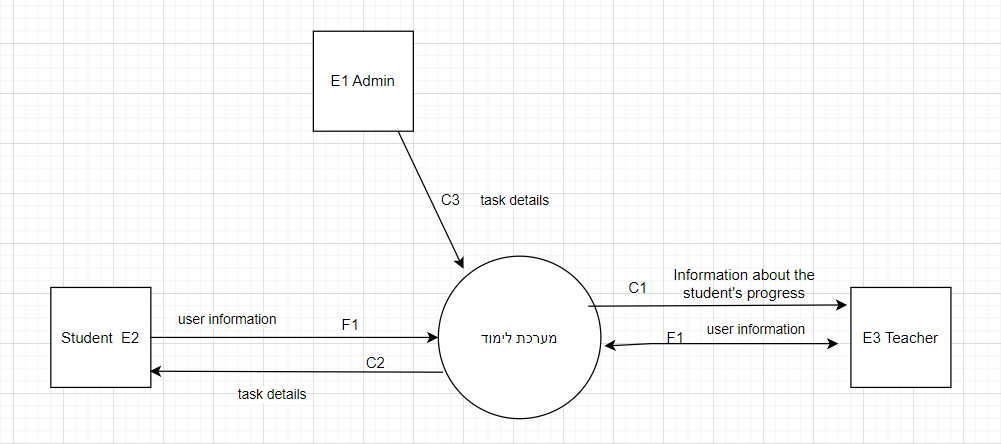 E1 Admin
C3 task details
C1 Information about the
student's progress
user information F1
F1 user information
Student E2
מערכת לימוד
E3 Teacher
C2
task details